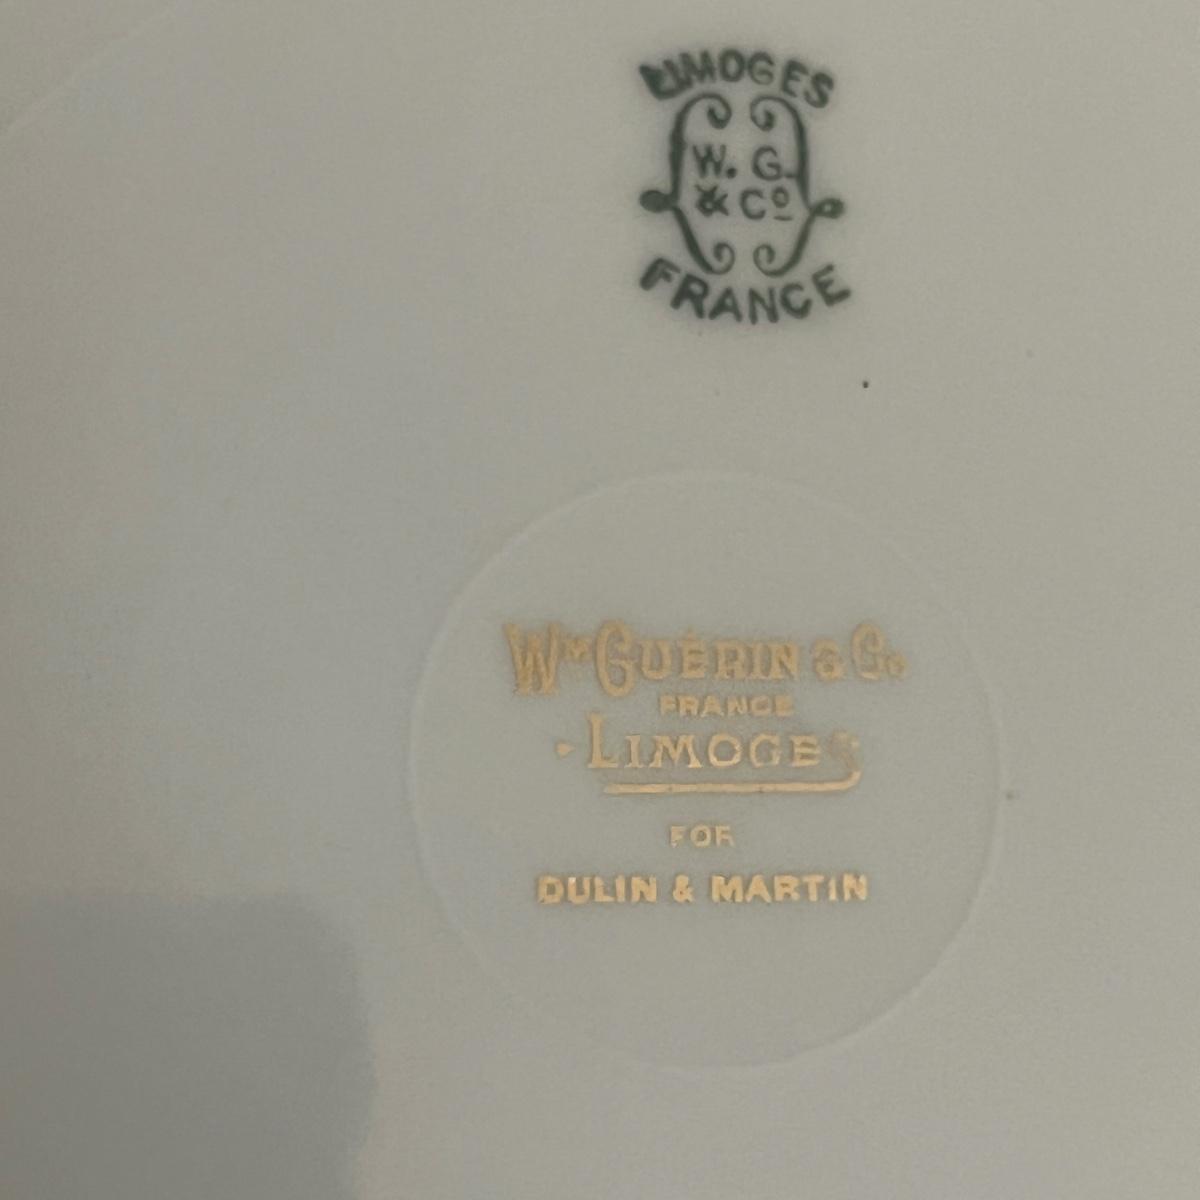 LIMOGES
W. G.
& Cº
FRANCE
Wᴹ GUÉRIN & Co
FRANCE
LIMOGES
FOR
DULIN & MARTIN